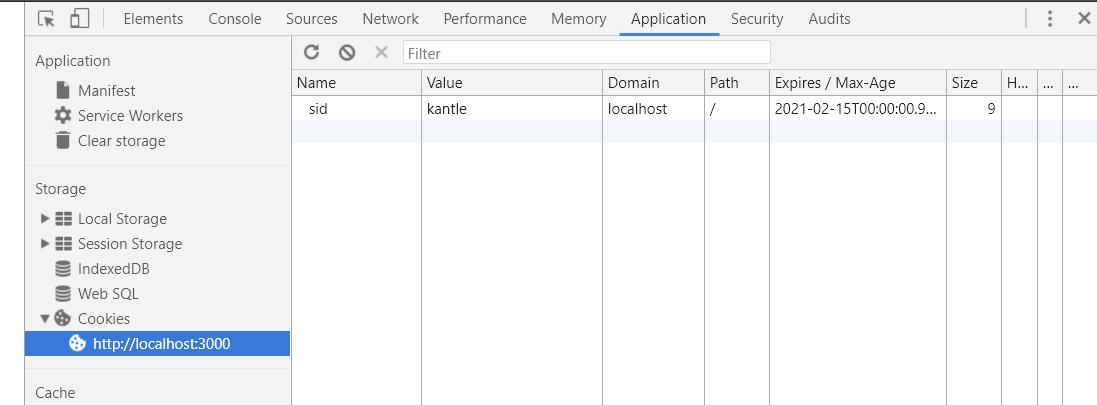 Elements Console Sources Network Performance Memory Application Security Audits
Application
Manifest
Service Workers
Clear storage
Storage
Local Storage
Session Storage
IndexedDB
Web SQL
Cookies
http://localhost:3000
Cache
Filter
Name Value Domain Path Expires / Max-Age Size H... ... ...
sid kantle localhost / 2021-02-15T00:00:00.9... 9